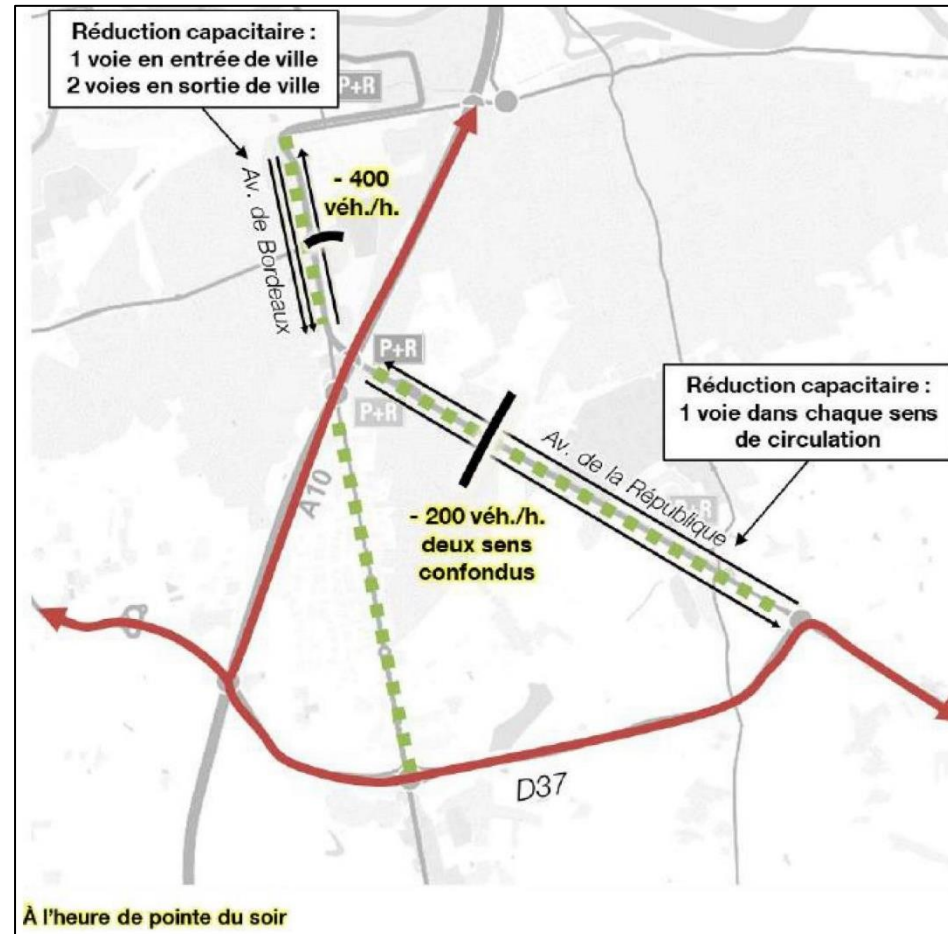 Réduction capacitaire :
1 voie en entrée de ville
2 voies en sortie de ville
P+R
Av. de Bordeaux
- 400
véh./h.
P+R
P+R
Réduction capacitaire :
1 voie dans chaque sens
de circulation
Av. de la République
P+R
A10
- 200 véh./h.
deux sens
confondus
D37
À l'heure de pointe du soir